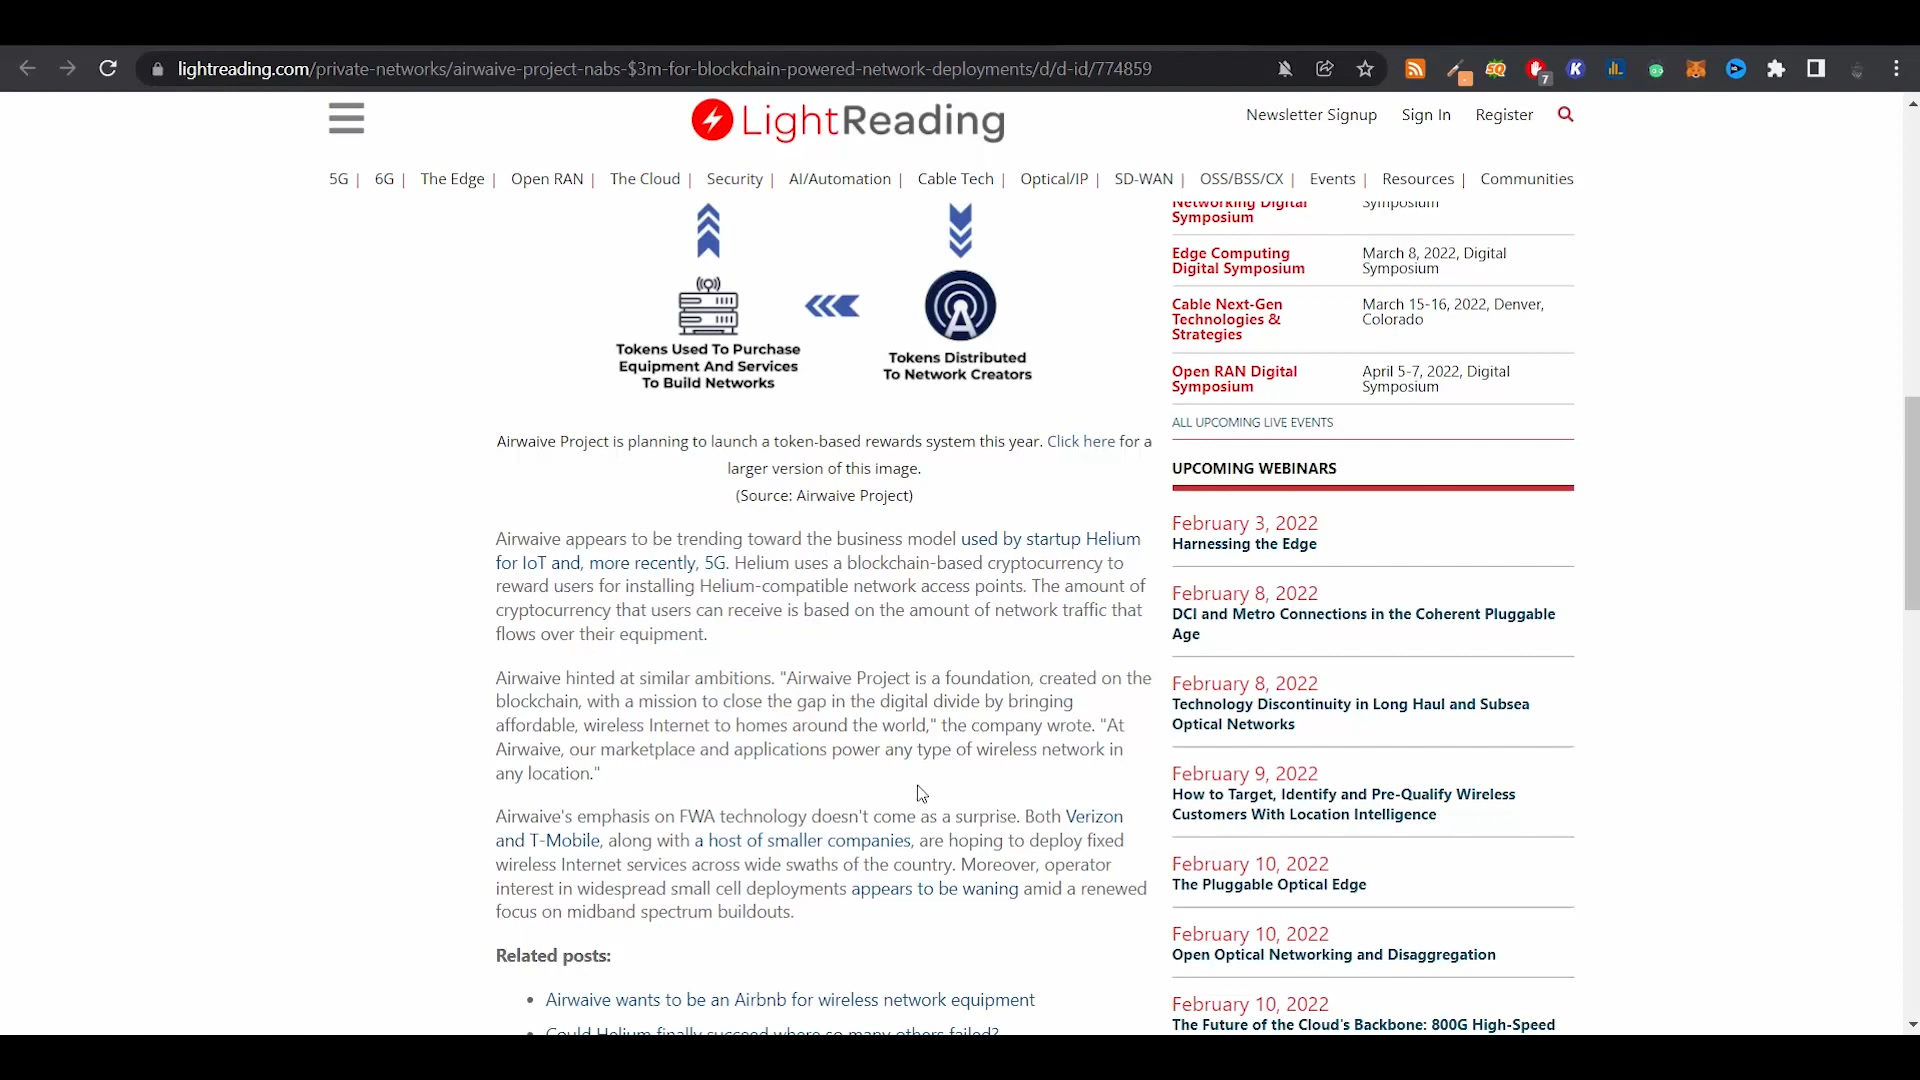 lightreading.com/private-networks/airwaive-project-nabs-$3m-for-blockchain-powered-network-deployments/d/d-id/774859
7
LightReading
Newsletter Signup
Sign In
Register
5G | 6G | The Edge | Open RAN | The Cloud | Security | AI/Automation | Cable Tech | Optical/IP | SD-WAN | OSS/BSS/CX | Events | Resources | Communities
Tokens Used To Purchase
Equipment And Services
To Build Networks
Tokens Distributed
To Network Creators
Airwaive Project is planning to launch a token-based rewards system this year. Click here for a
larger version of this image.
(Source: Airwaive Project)
Airwaive appears to be trending toward the business model used by startup Helium
for IoT and, more recently, 5G. Helium uses a blockchain-based cryptocurrency to
reward users for installing Helium-compatible network access points. The amount of
cryptocurrency that users can receive is based on the amount of network traffic that
flows over their equipment.
Airwaive hinted at similar ambitions. "Airwaive Project is a foundation, created on the
blockchain, with a mission to close the gap in the digital divide by bringing
affordable, wireless Internet to homes around the world," the company wrote. "At
Airwaive, our marketplace and applications power any type of wireless network in
any location."
Airwaive's emphasis on FWA technology doesn't come as a surprise. Both Verizon
and T-Mobile, along with a host of smaller companies, are hoping to deploy fixed
wireless Internet services across wide swaths of the country. Moreover, operator
interest in widespread small cell deployments appears to be waning amid a renewed
focus on midband spectrum buildouts.
Related posts:
• Airwaive wants to be an Airbnb for wireless network equipment
• Could Helium finally succeed where so many others failed?
Networking Digital
Symposium
Symposium
Edge Computing
Digital Symposium
March 8, 2022, Digital
Symposium
Cable Next-Gen
Technologies &
Strategies
March 15-16, 2022, Denver,
Colorado
Open RAN Digital
Symposium
April 5-7, 2022, Digital
Symposium
ALL UPCOMING LIVE EVENTS
UPCOMING WEBINARS
February 3, 2022
Harnessing the Edge
February 8, 2022
DCI and Metro Connections in the Coherent Pluggable
Age
February 8, 2022
Technology Discontinuity in Long Haul and Subsea
Optical Networks
February 9, 2022
How to Target, Identify and Pre-Qualify Wireless
Customers With Location Intelligence
February 10, 2022
The Pluggable Optical Edge
February 10, 2022
Open Optical Networking and Disaggregation
February 10, 2022
The Future of the Cloud's Backbone: 800G High-Speed